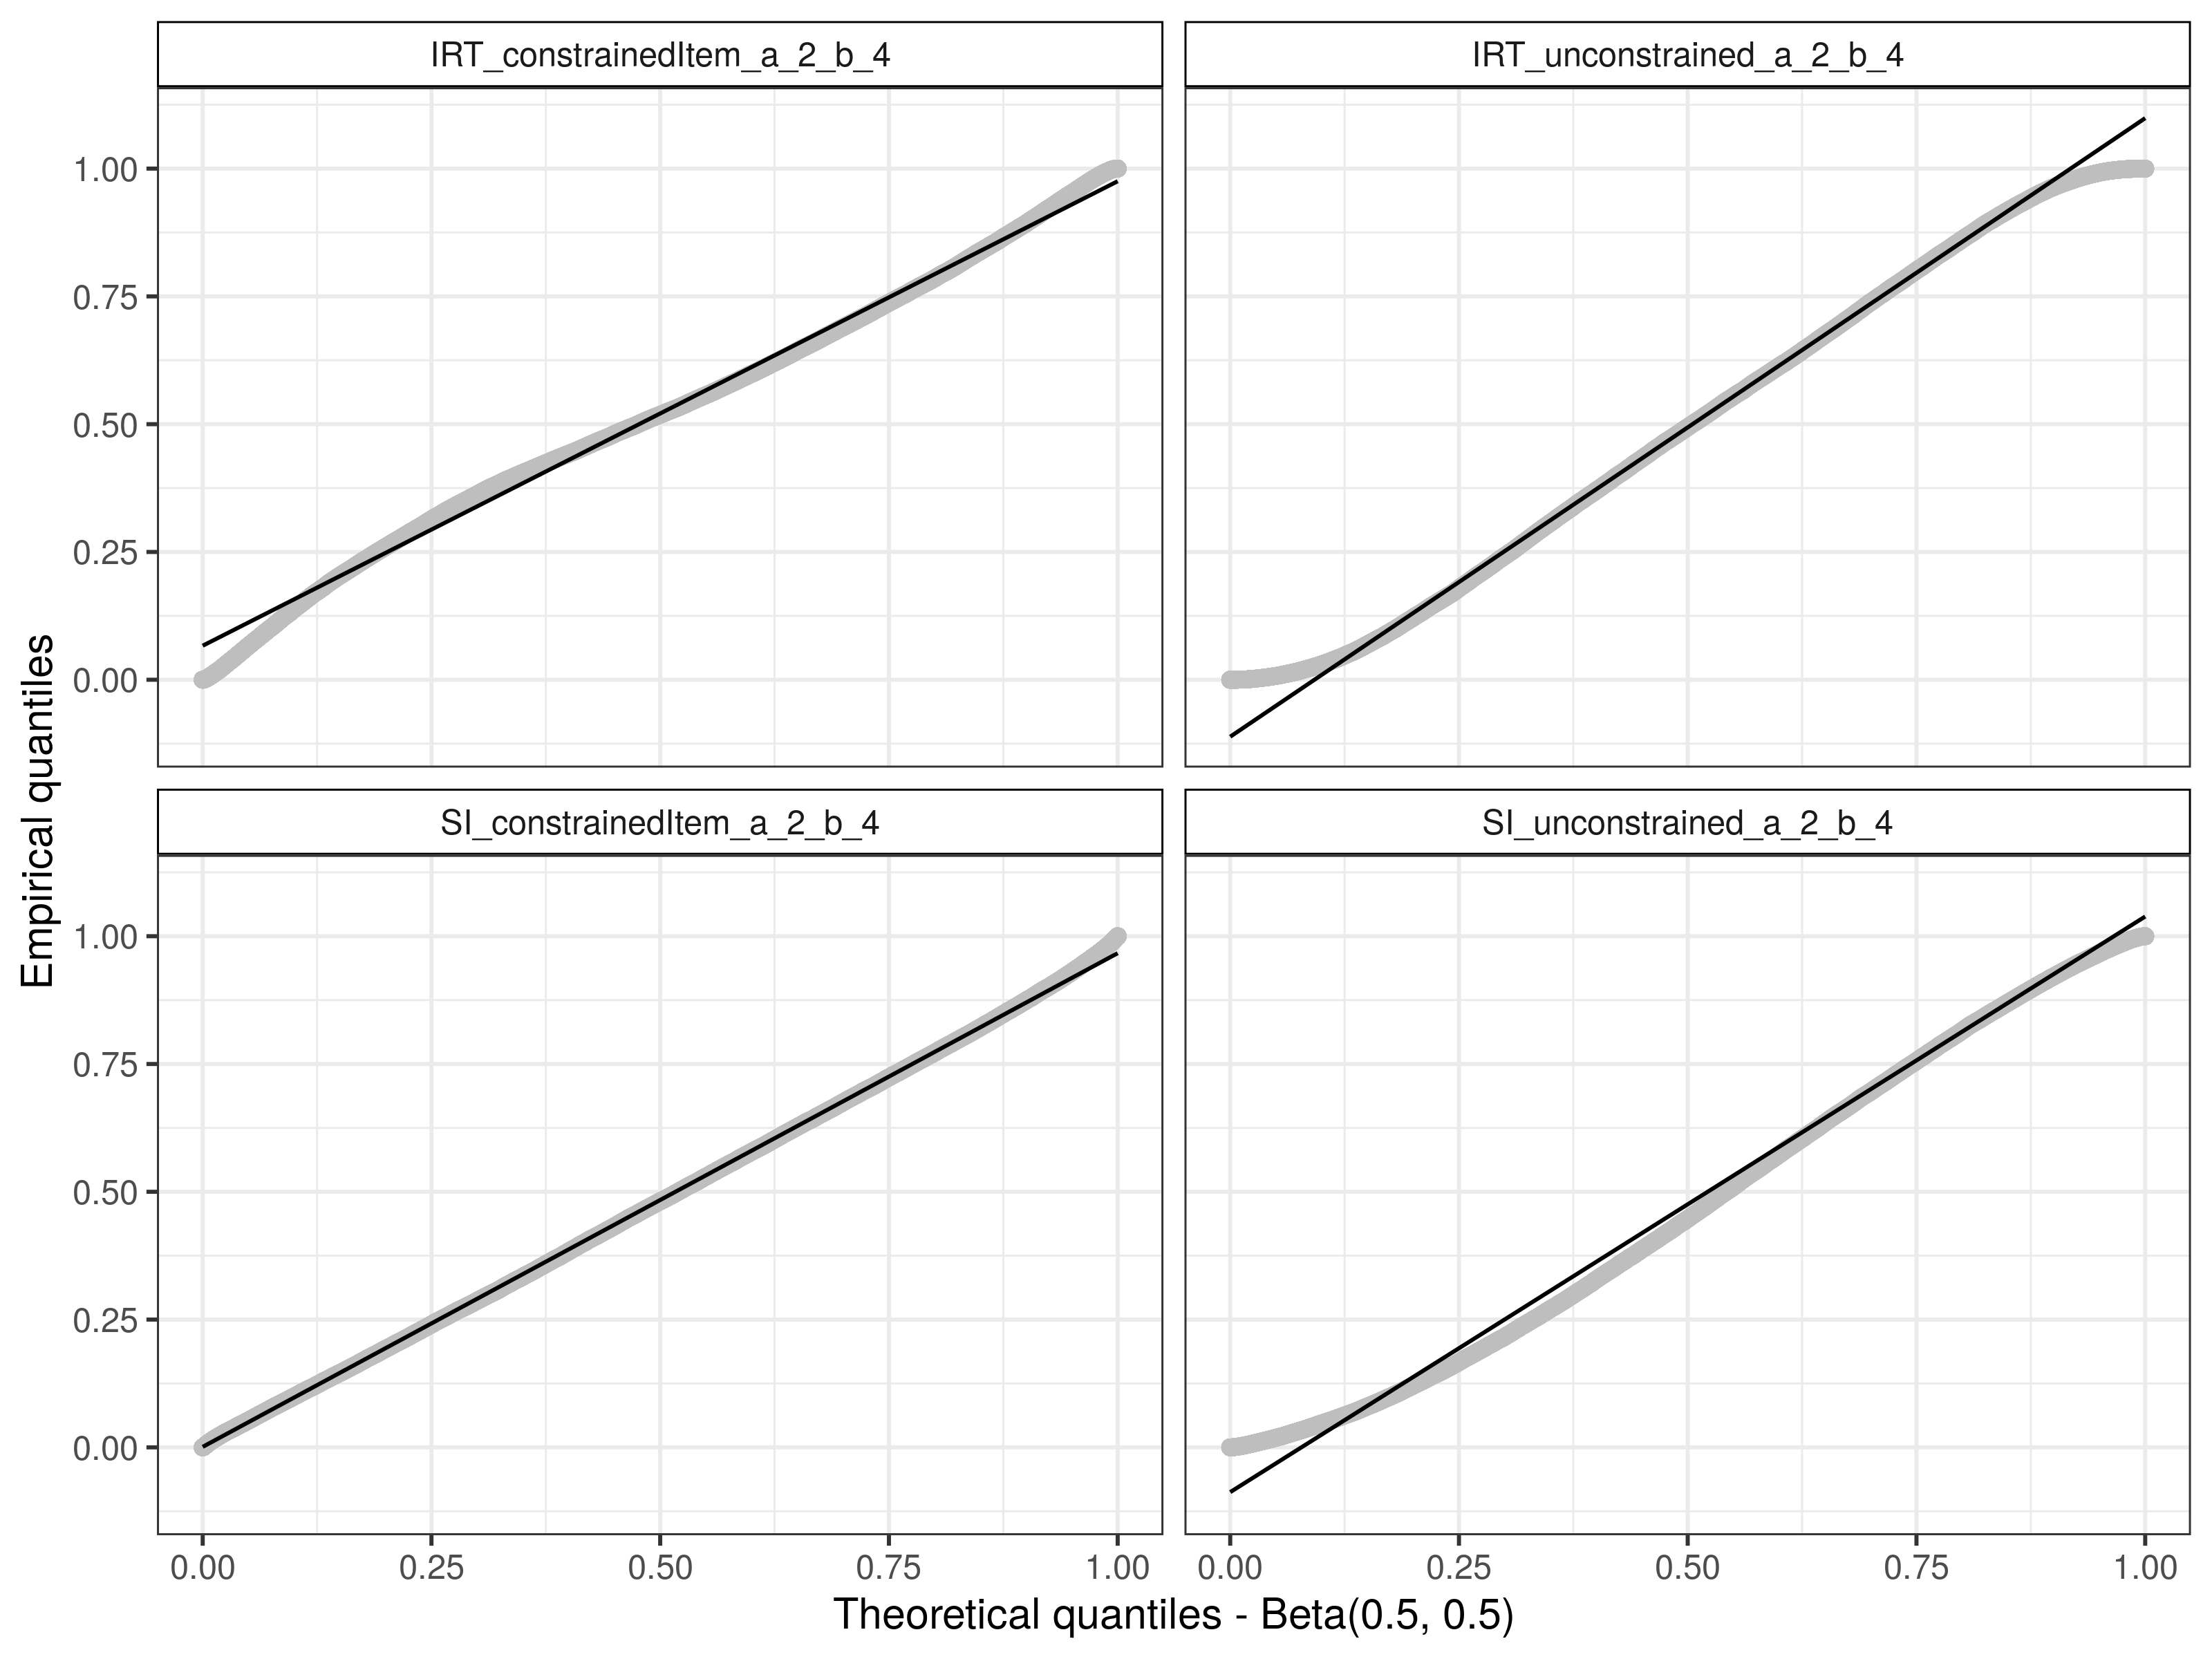 IRT_constrainedItem_a_2_b_4
IRT_unconstrained_a_2_b_4
1.00
0.75
0.50
0.25
0.00
SI_constrainedItem_a_2_b_4
SI_unconstrained_a_2_b_4
1.00
0.75
0.50
0.25
0.00
Empirical quantiles
0.00 0.25 0.50 0.75 1.00 0.00 0.25 0.50 0.75 1.00
Theoretical quantiles - Beta(0.5, 0.5)